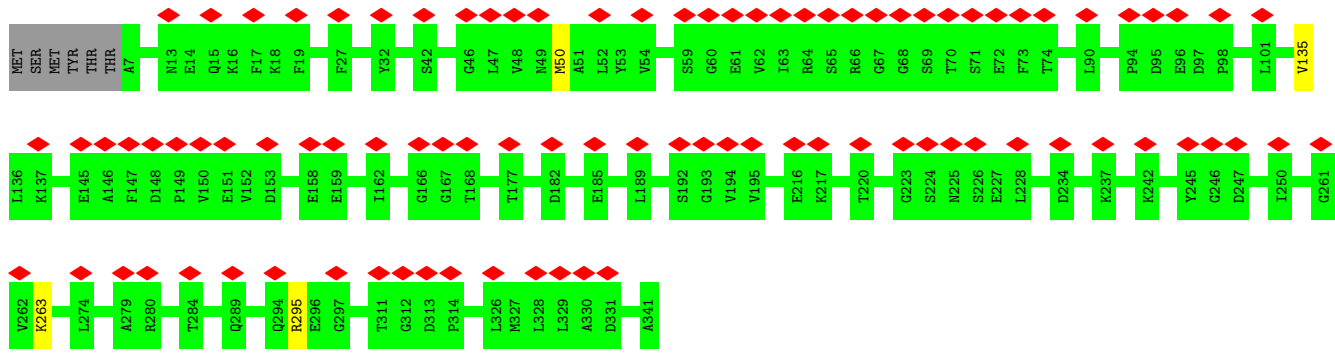 MET SER MET TYR THR THR A7 N13 E14 Q15 K16 F17 K18 F19 F27 Y32 S42 G46 L47 V48 N49 M50 A51 L52 Y53 V54 S59 G60 E61 V62 I63 R64 S65 R66 G67 G68 S69 T70 S71 E72 F73 T74 L90 P94 D95 E96 D97 P98 L101 V135
L136 K137 E145 A146 F147 D148 P149 V150 E151 V152 D153 E158 E159 I162 G166 G167 T168 T177 D182 E185 L189 S192 G193 V194 V195 E216 K217 T220 G223 S224 N225 S226 E227 L228 D234 K237 K242 Y245 G246 D247 I250 G261
V262 K263 L274 A279 R280 T284 Q289 Q294 R295 E296 G297 T311 G312 D313 P314 L326 M327 L328 L329 A330 D331 A341